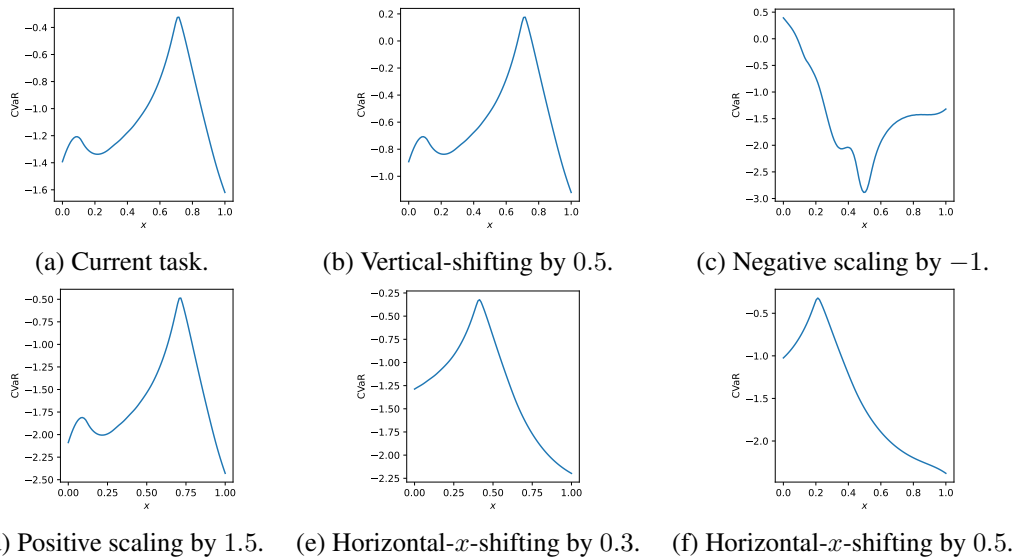 −0.4
−0.6
−0.8
−1.0
−1.2
−1.4
−1.6
CVaR
0.0 0.2 0.4 0.6 0.8 1.0
x
(a) Current task.
0.2
0.0
−0.2
−0.4
−0.6
−0.8
−1.0
CVaR
0.0 0.2 0.4 0.6 0.8 1.0
x
(b) Vertical-shifting by 0.5.
0.5
0.0
−0.5
−1.0
−1.5
−2.0
−2.5
−3.0
CVaR
0.0 0.2 0.4 0.6 0.8 1.0
x
(c) Negative scaling by −1.
−0.50
−0.75
−1.00
−1.25
−1.50
−1.75
−2.00
−2.25
−2.50
CVaR
0.00 0.25 0.50 0.75 1.00
x
) Positive scaling by 1.5.
−0.25
−0.50
−0.75
−1.00
−1.25
−1.50
−1.75
−2.00
−2.25
CVaR
0.00 0.25 0.50 0.75 1.00
x
(e) Horizontal-x-shifting by 0.3.
−0.5
−1.0
−1.5
−2.0
CVaR
0.0 0.2 0.4 0.6 0.8 1.0
x
(f) Horizontal-x-shifting by 0.5.